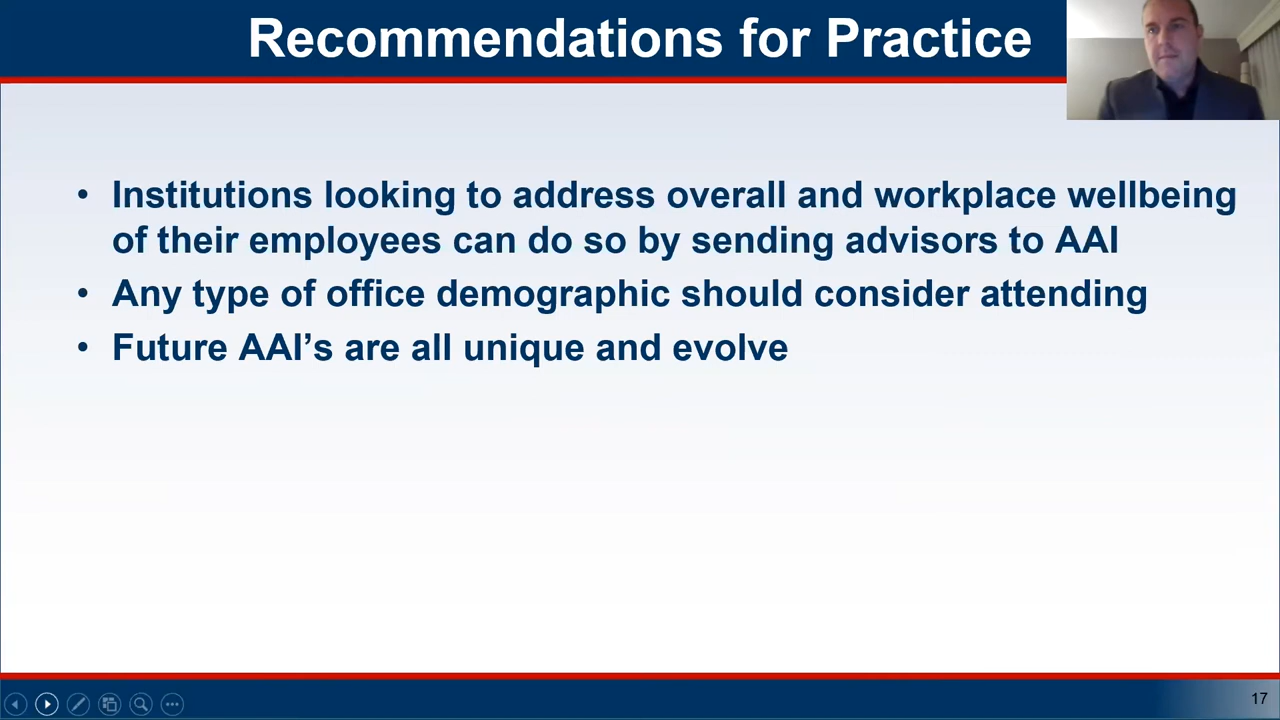 Recommendations for Practice
• Institutions looking to address overall and workplace wellbeing
of their employees can do so by sending advisors to AAI
• Any type of office demographic should consider attending
• Future AAI’s are all unique and evolve
17